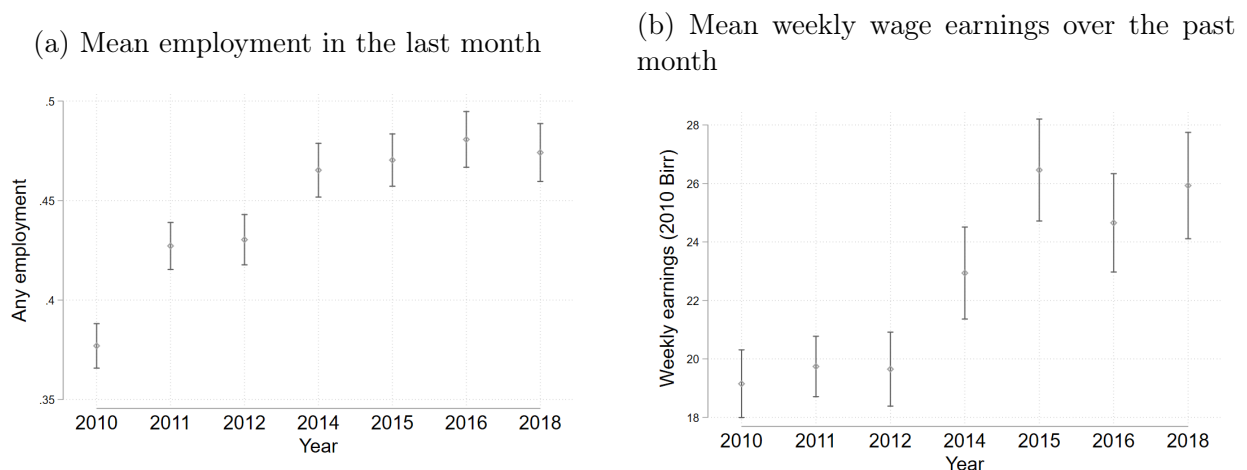 (a) Mean employment in the last month
.5
.45
.4
.35
Any employment
2010 2011 2012 2014 2015 2016 2018
Year
(b) Mean weekly wage earnings over the past
month
28
26
24
22
20
18
Weekly earnings (2010 Birr)
2010 2011 2012 2014 2015 2016 2018
Year